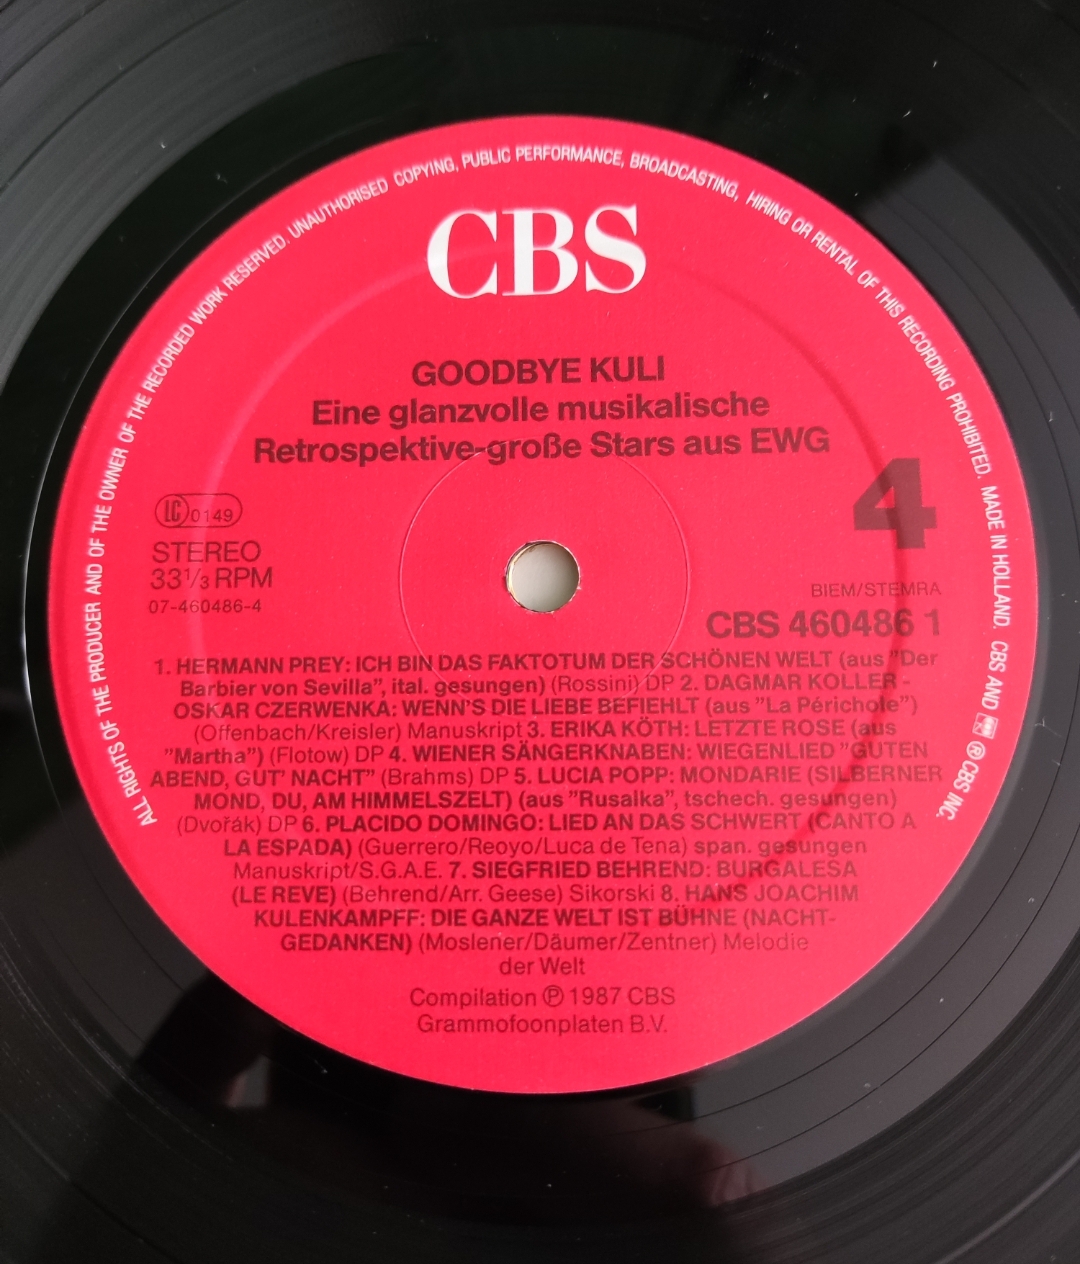 ALL RIGHTS OF THE PRODUCER AND OF THE OWNER OF THE RECORDED WORK RESERVED. UNAUTHORISED COPYING, PUBLIC PERFORMANCE, BROADCASTING, HIRING OR RENTAL OF THIS RECORDING PROHIBITED. MADE IN HOLLAND. CBS AND ® CBS INC.
CBS
GOODBYE KULI
Eine glanzvolle musikalische
Retrospektive-große Stars aus EWG
4
LC 0149
STEREO
33⅓ RPM
07-460486-4
BIEM/STEMRA
CBS 460486 1
1. HERMANN PREY: ICH BIN DAS FAKTOTUM DER SCHÖNEN WELT (aus "Der
Barbier von Sevilla", ital. gesungen) (Rossini) DP 2. DAGMAR KOLLER -
OSKAR CZERWENKA: WENN'S DIE LIEBE BEFIEHLT (aus "La Périchole")
(Offenbach/Kreisler) Manuskript 3. ERIKA KÖTH: LETZTE ROSE (aus
"Martha") (Flotow) DP 4. WIENER SÄNGERKNABEN: WIEGENLIED "GUTEN
ABEND, GUT' NACHT" (Brahms) DP 5. LUCIA POPP: MONDARIE (SILBERNER
MOND, DU, AM HIMMELSZELT) (aus "Rusalka", tschech. gesungen)
(Dvořák) DP 6. PLACIDO DOMINGO: LIED AN DAS SCHWERT (CANTO A
LA ESPADA) (Guerrero/Reoyo/Luca de Tena) span. gesungen
Manuskript/S.G.A.E. 7. SIEGFRIED BEHREND: BURGALESA
(LE REVE) (Behrend/Arr. Geese) Sikorski 8. HANS JOACHIM
KULENKAMPFF: DIE GANZE WELT IST BÜHNE (NACHT-
GEDANKEN) (Moslener/Däumer/Zentner) Melodie
der Welt
Compilation ℗ 1987 CBS
Grammofoonplaten B.V.